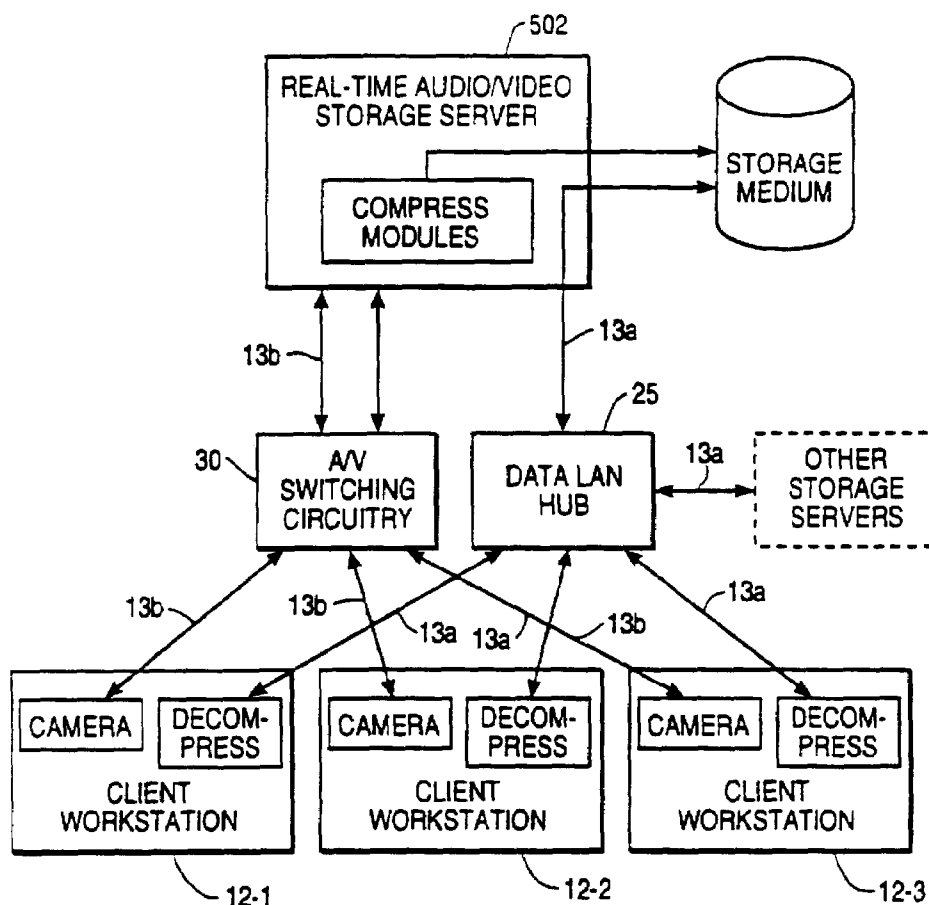 502
REAL-TIME AUDIO/VIDEO
STORAGE SERVER
COMPRESS
MODULES
STORAGE
MEDIUM
13b
13a
30
A/V
SWITCHING
CIRCUITRY
25
DATA LAN
HUB
13a
OTHER
STORAGE
SERVERS
13b
13b
13a
13a
13b
13a
CAMERA
DECOM-
PRESS
CLIENT
WORKSTATION
12-1
CAMERA
DECOM-
PRESS
CLIENT
WORKSTATION
12-2
CAMERA
DECOM-
PRESS
CLIENT
WORKSTATION
12-3